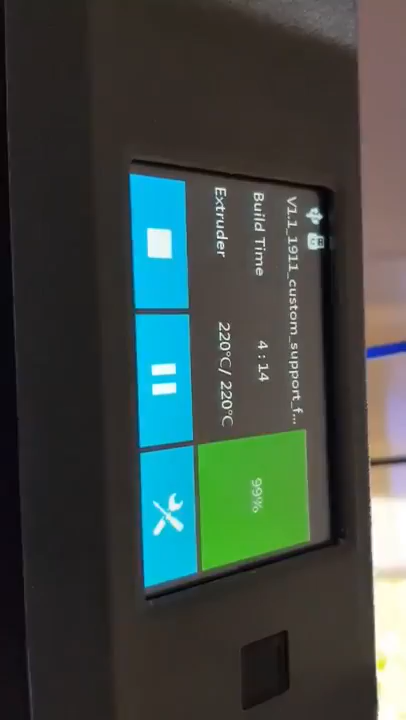 V1.1_1911_custom_support_f...
Build Time 4 : 14
Extruder 220℃/ 220℃
99%